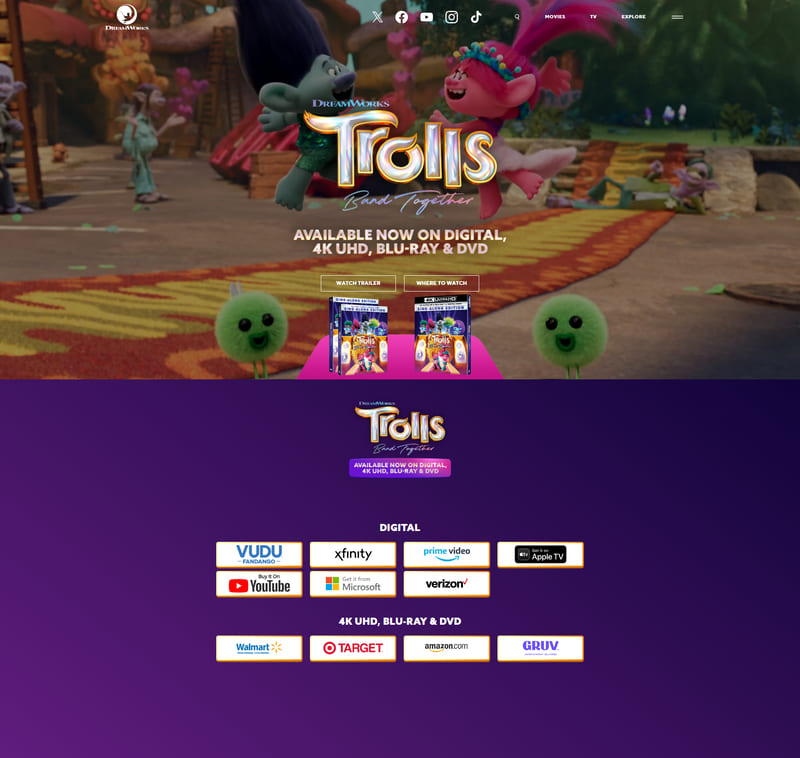 DREAMWORKS
MOVIES
TV
EXPLORE
DREAMWORKS
Trolls
Band Together
AVAILABLE NOW ON DIGITAL,
4K UHD, BLU-RAY & DVD
WATCH TRAILER
WHERE TO WATCH
SING-ALONG EDITION
SING-ALONG EDITION
Trolls
4K ULTRA HD
SING-ALONG EDITION
Trolls
DREAMWORKS
Trolls
Band Together
AVAILABLE NOW ON DIGITAL,
4K UHD, BLU-RAY & DVD
DIGITAL
VUDU
FANDANGO
xfinity
prime video
Get it on
Apple TV
Buy It On
YouTube
Get it from
Microsoft
verizon
4K UHD, BLU-RAY & DVD
Walmart
TARGET
amazon.com
GRUV